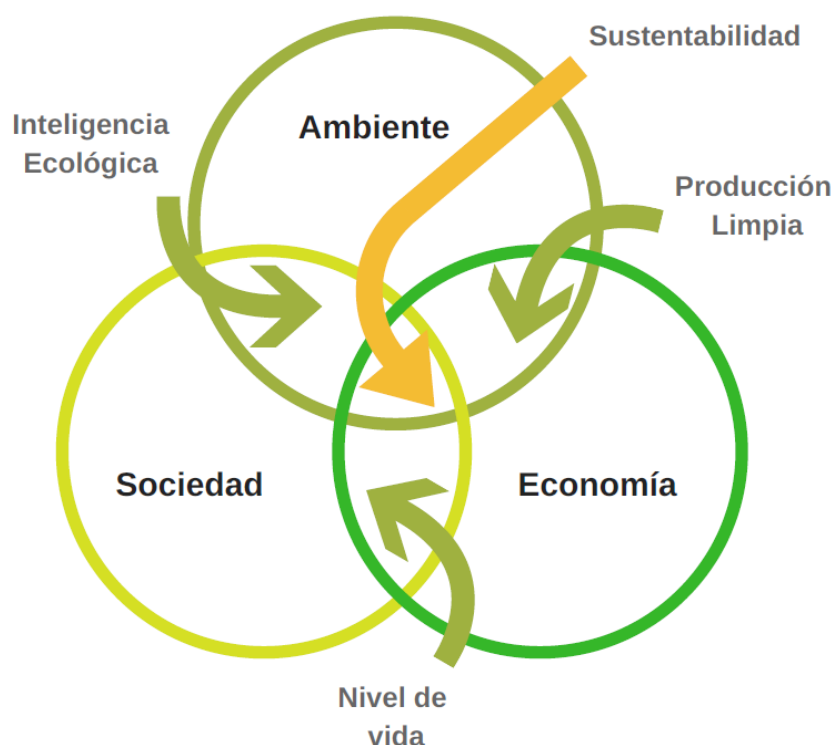 Sustentabilidad
Ambiente
Inteligencia
Ecológica
Producción
Limpia
Sociedad
Economía
Nivel de
vida